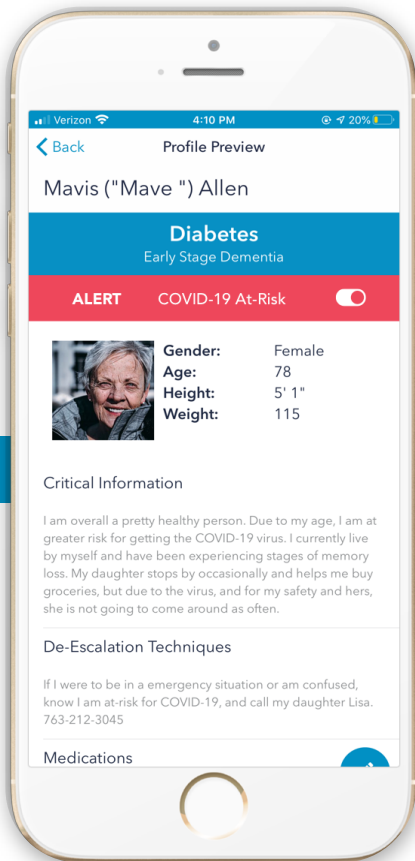 Verizon 4:10 PM 20%
Back Profile Preview
Mavis ("Mave ") Allen
Diabetes
Early Stage Dementia
ALERT COVID-19 At-Risk
Gender: Female
Age: 78
Height: 5' 1"
Weight: 115
Critical Information
I am overall a pretty healthy person. Due to my age, I am at
greater risk for getting the COVID-19 virus. I currently live
by myself and have been experiencing stages of memory
loss. My daughter stops by occasionally and helps me buy
groceries, but due to the virus, and for my safety and hers,
she is not going to come around as often.
De-Escalation Techniques
If I were to be in a emergency situation or am confused,
know I am at-risk for COVID-19, and call my daughter Lisa.
763-212-3045
Medications